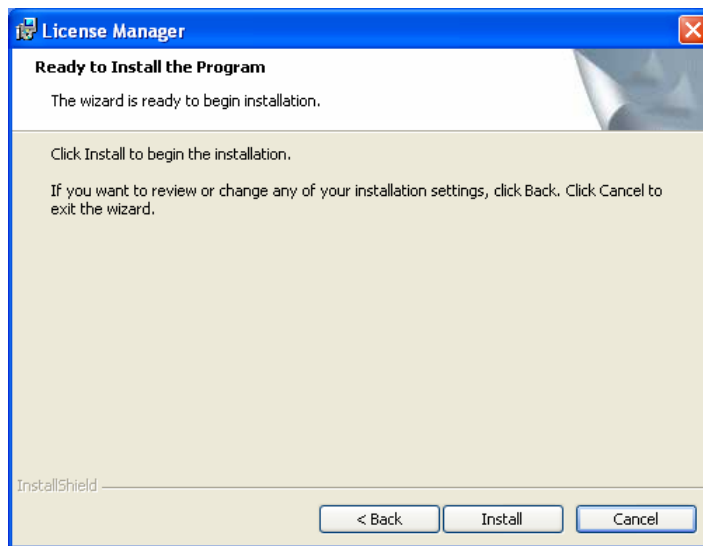 License Manager
Ready to Install the Program
The wizard is ready to begin installation.
Click Install to begin the installation.
If you want to review or change any of your installation settings, click Back. Click Cancel to
exit the wizard.
InstallShield
< Back
Install
Cancel